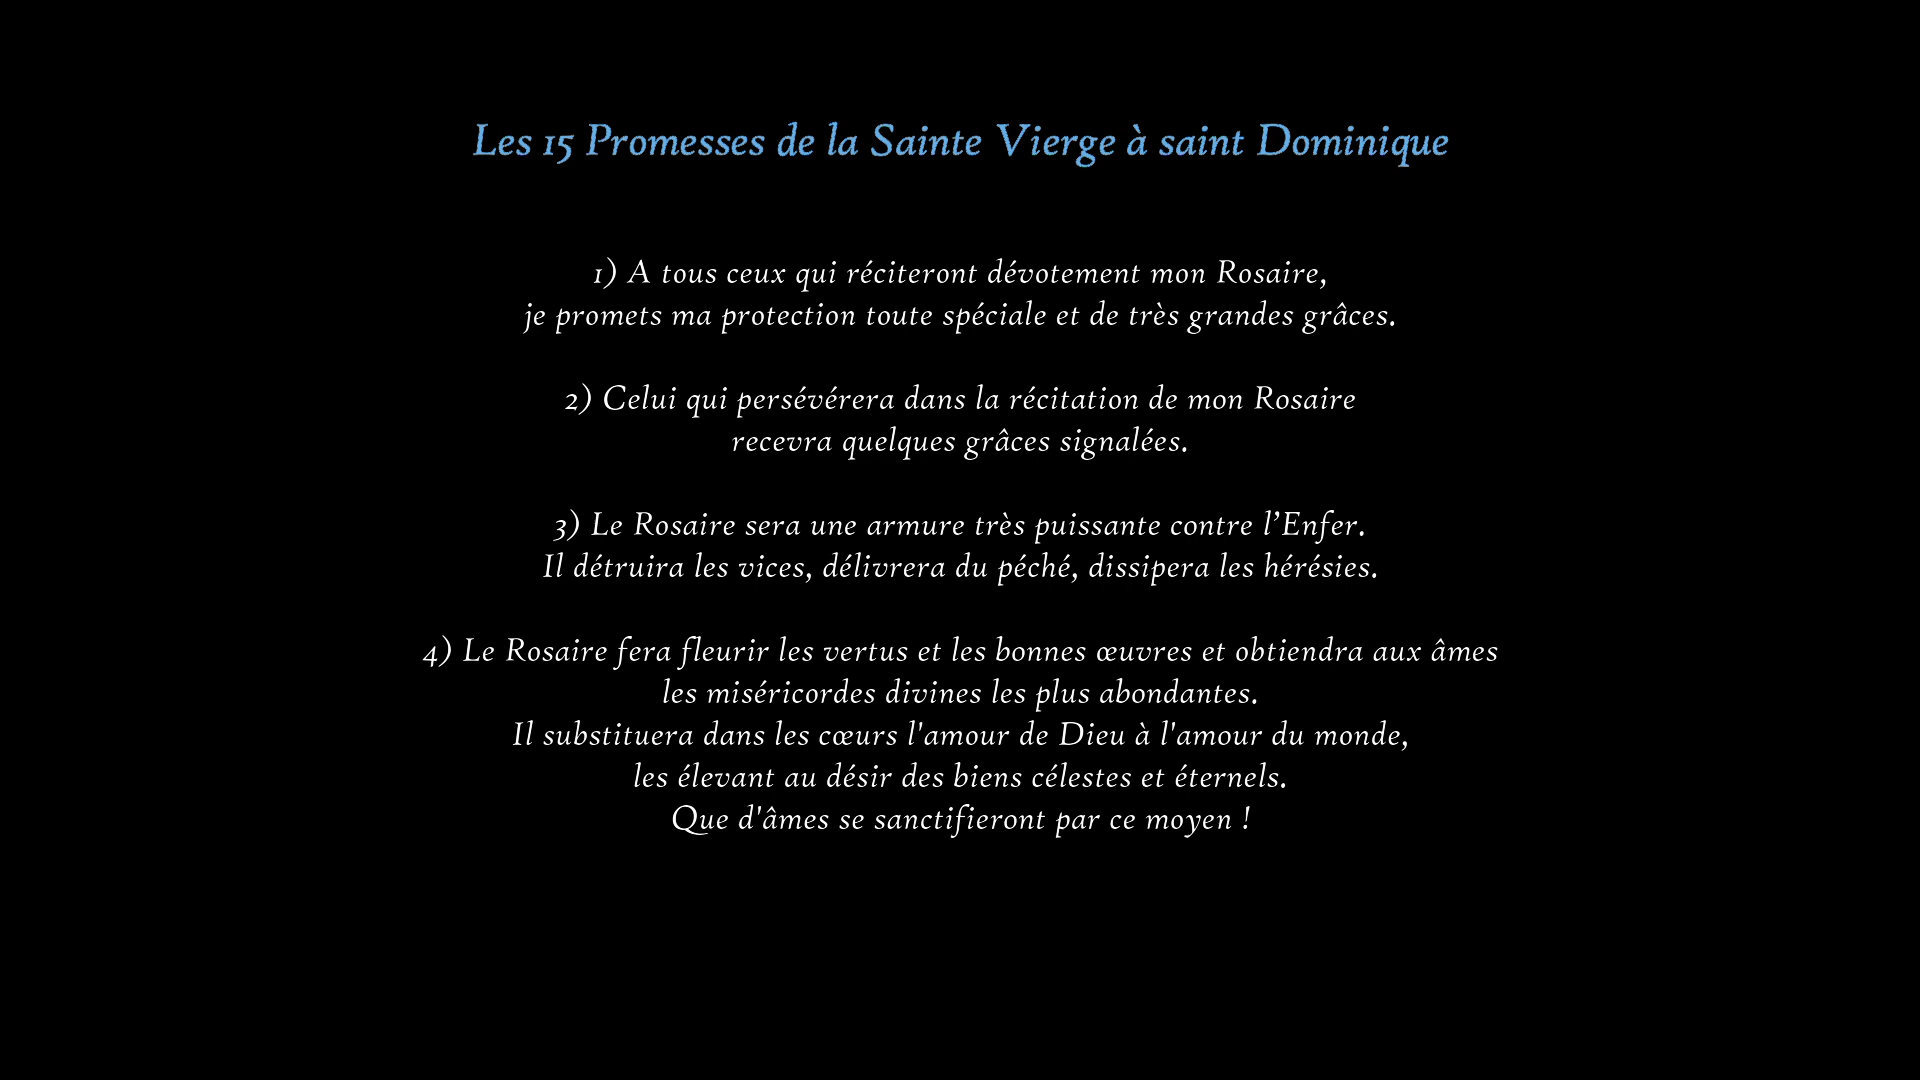 Les 15 Promesses de la Sainte Vierge à saint Dominique
1) A tous ceux qui réciteront dévotement mon Rosaire,
je promets ma protection toute spéciale et de très grandes grâces.
2) Celui qui persévérera dans la récitation de mon Rosaire
recevra quelques grâces signalées.
3) Le Rosaire sera une armure très puissante contre l’Enfer.
Il détruira les vices, délivrera du péché, dissipera les hérésies.
4) Le Rosaire fera fleurir les vertus et les bonnes œuvres et obtiendra aux âmes
les miséricordes divines les plus abondantes.
Il substituera dans les cœurs l'amour de Dieu à l'amour du monde,
les élevant au désir des biens célestes et éternels.
Que d'âmes se sanctifieront par ce moyen !